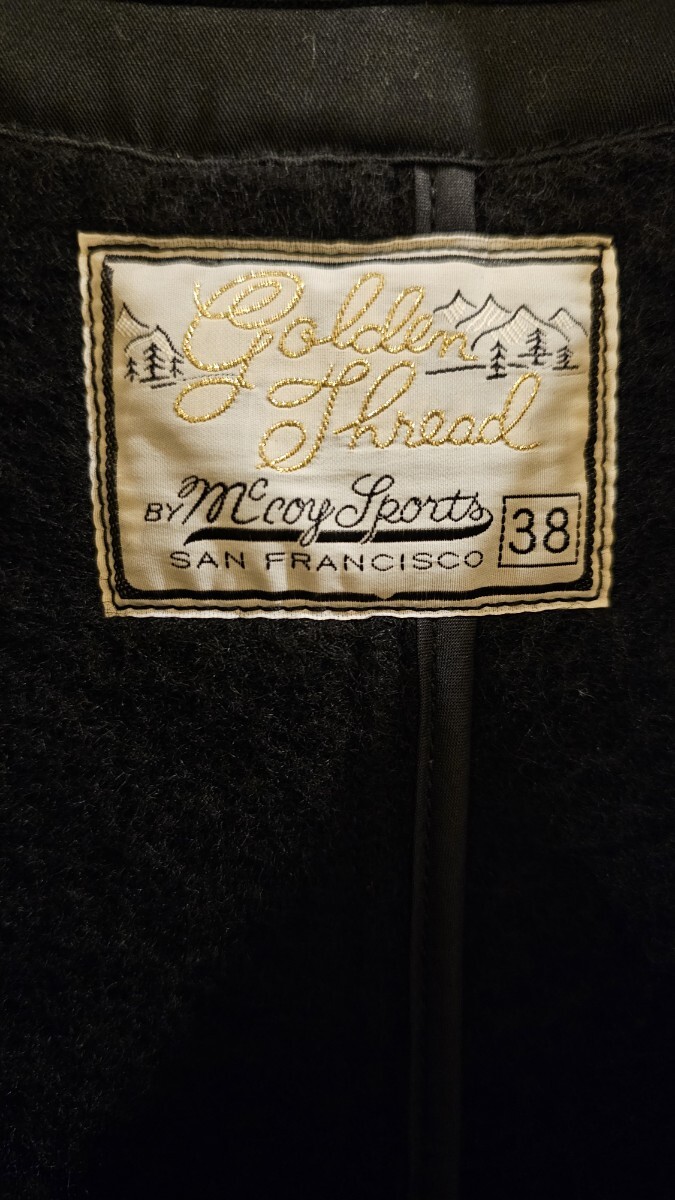 Golden
Thread
BY McCoy Sports
38
SAN FRANCISCO